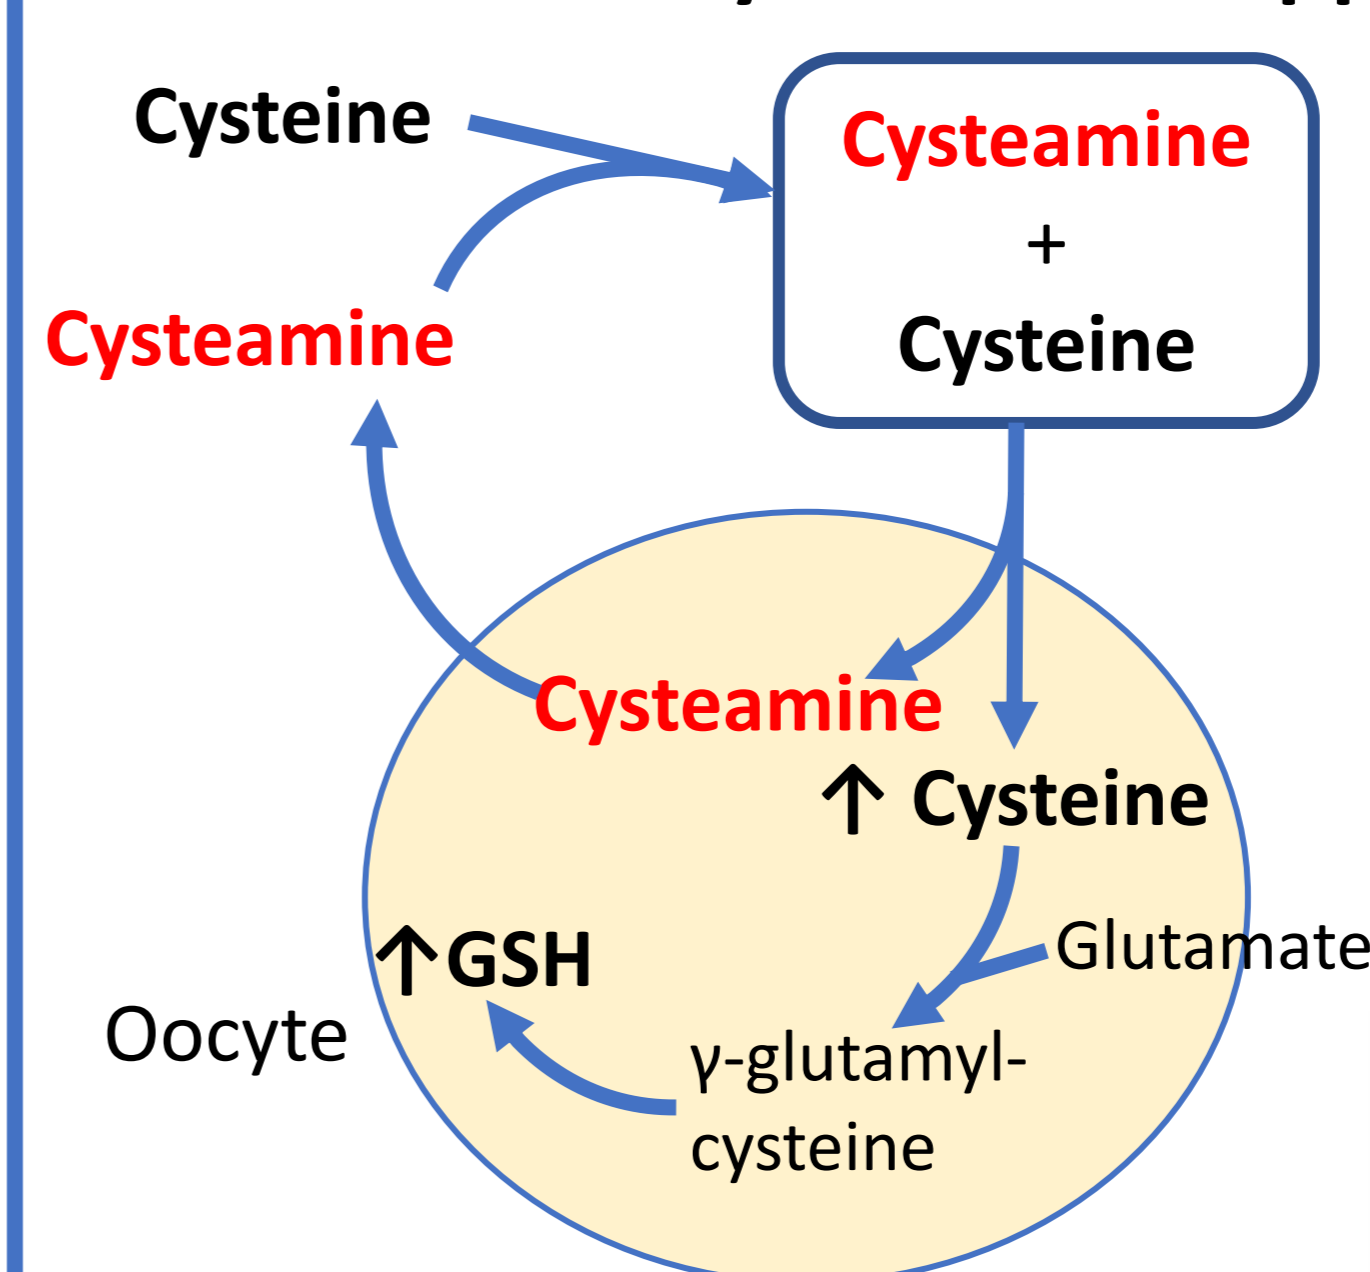 Cysteine
Cysteamine
+
Cysteine
Cysteamine
Cysteamine
↑ Cysteine
Glutamate
↑GSH
Oocyte
γ-glutamyl-
cysteine